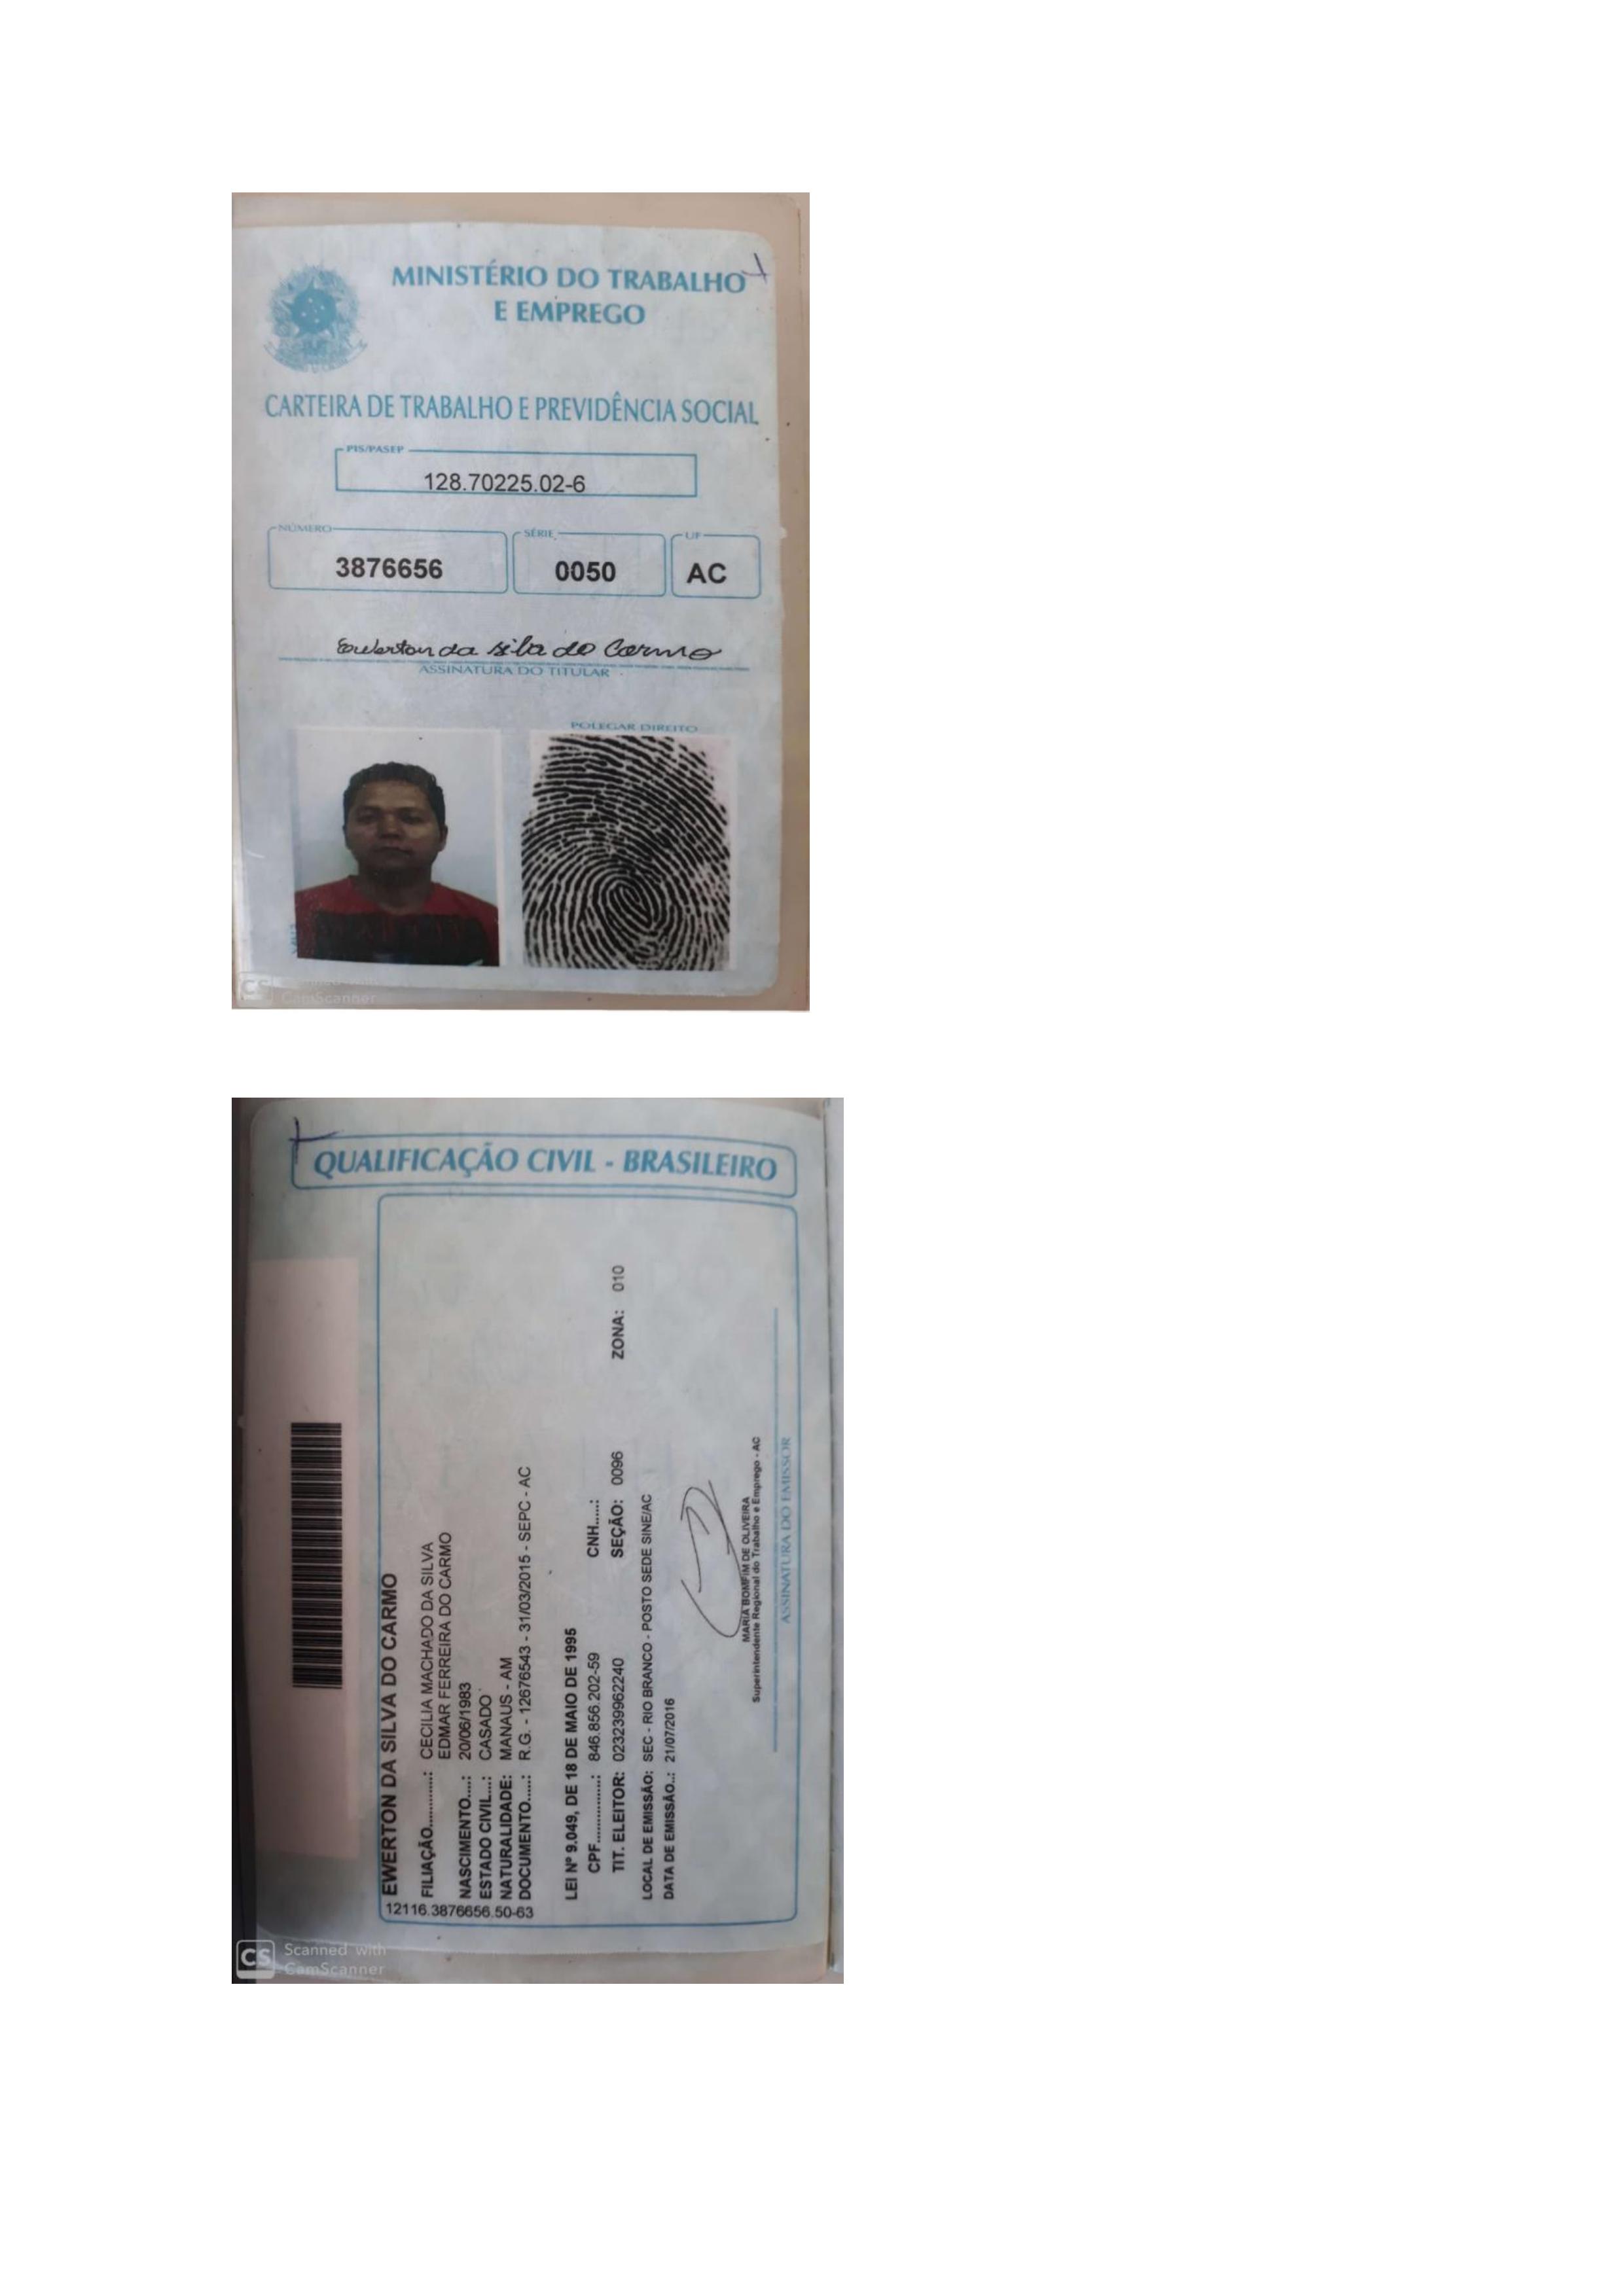 MINISTÉRIO DO TRABALHO
E EMPREGO
CARTEIRA DE TRABALHO E PREVIDÊNCIA SOCIAL
PIS/PASEP
128.70225.02-6
NÚMERO SÉRIE UF
3876656 0050 AC
Ewerton da silva do Carmo
ASSINATURA DO TITULAR
POLEGAR DIREITO
CS Scanned with
CamScanner
QUALIFICAÇÃO CIVIL - BRASILEIRO
EWERTON DA SILVA DO CARMO
FILIAÇÃO............: CECILIA MACHADO DA SILVA
EDMAR FERREIRA DO CARMO
NASCIMENTO....: 20/06/1983
ESTADO CIVIL....: CASADO
NATURALIDADE: MANAUS - AM
DOCUMENTO.....: R.G. - 12676543 - 31/03/2015 - SEPC - AC
12116.3876656.50-63
LEI Nº 9.049, DE 18 DE MAIO DE 1995
CPF................: 846.856.202-59 CNH.....:
TIT. ELEITOR: 023239962240 SEÇÃO: 0096 ZONA: 010
LOCAL DE EMISSÃO: SEC - RIO BRANCO - POSTO SEDE SINE/AC
DATA DE EMISSÃO..: 21/07/2016
MARIA BOMFIM DE OLIVEIRA
Superintendente Regional do Trabalho e Emprego - AC
ASSINATURA DO EMISSOR
CS Scanned with
CamScanner